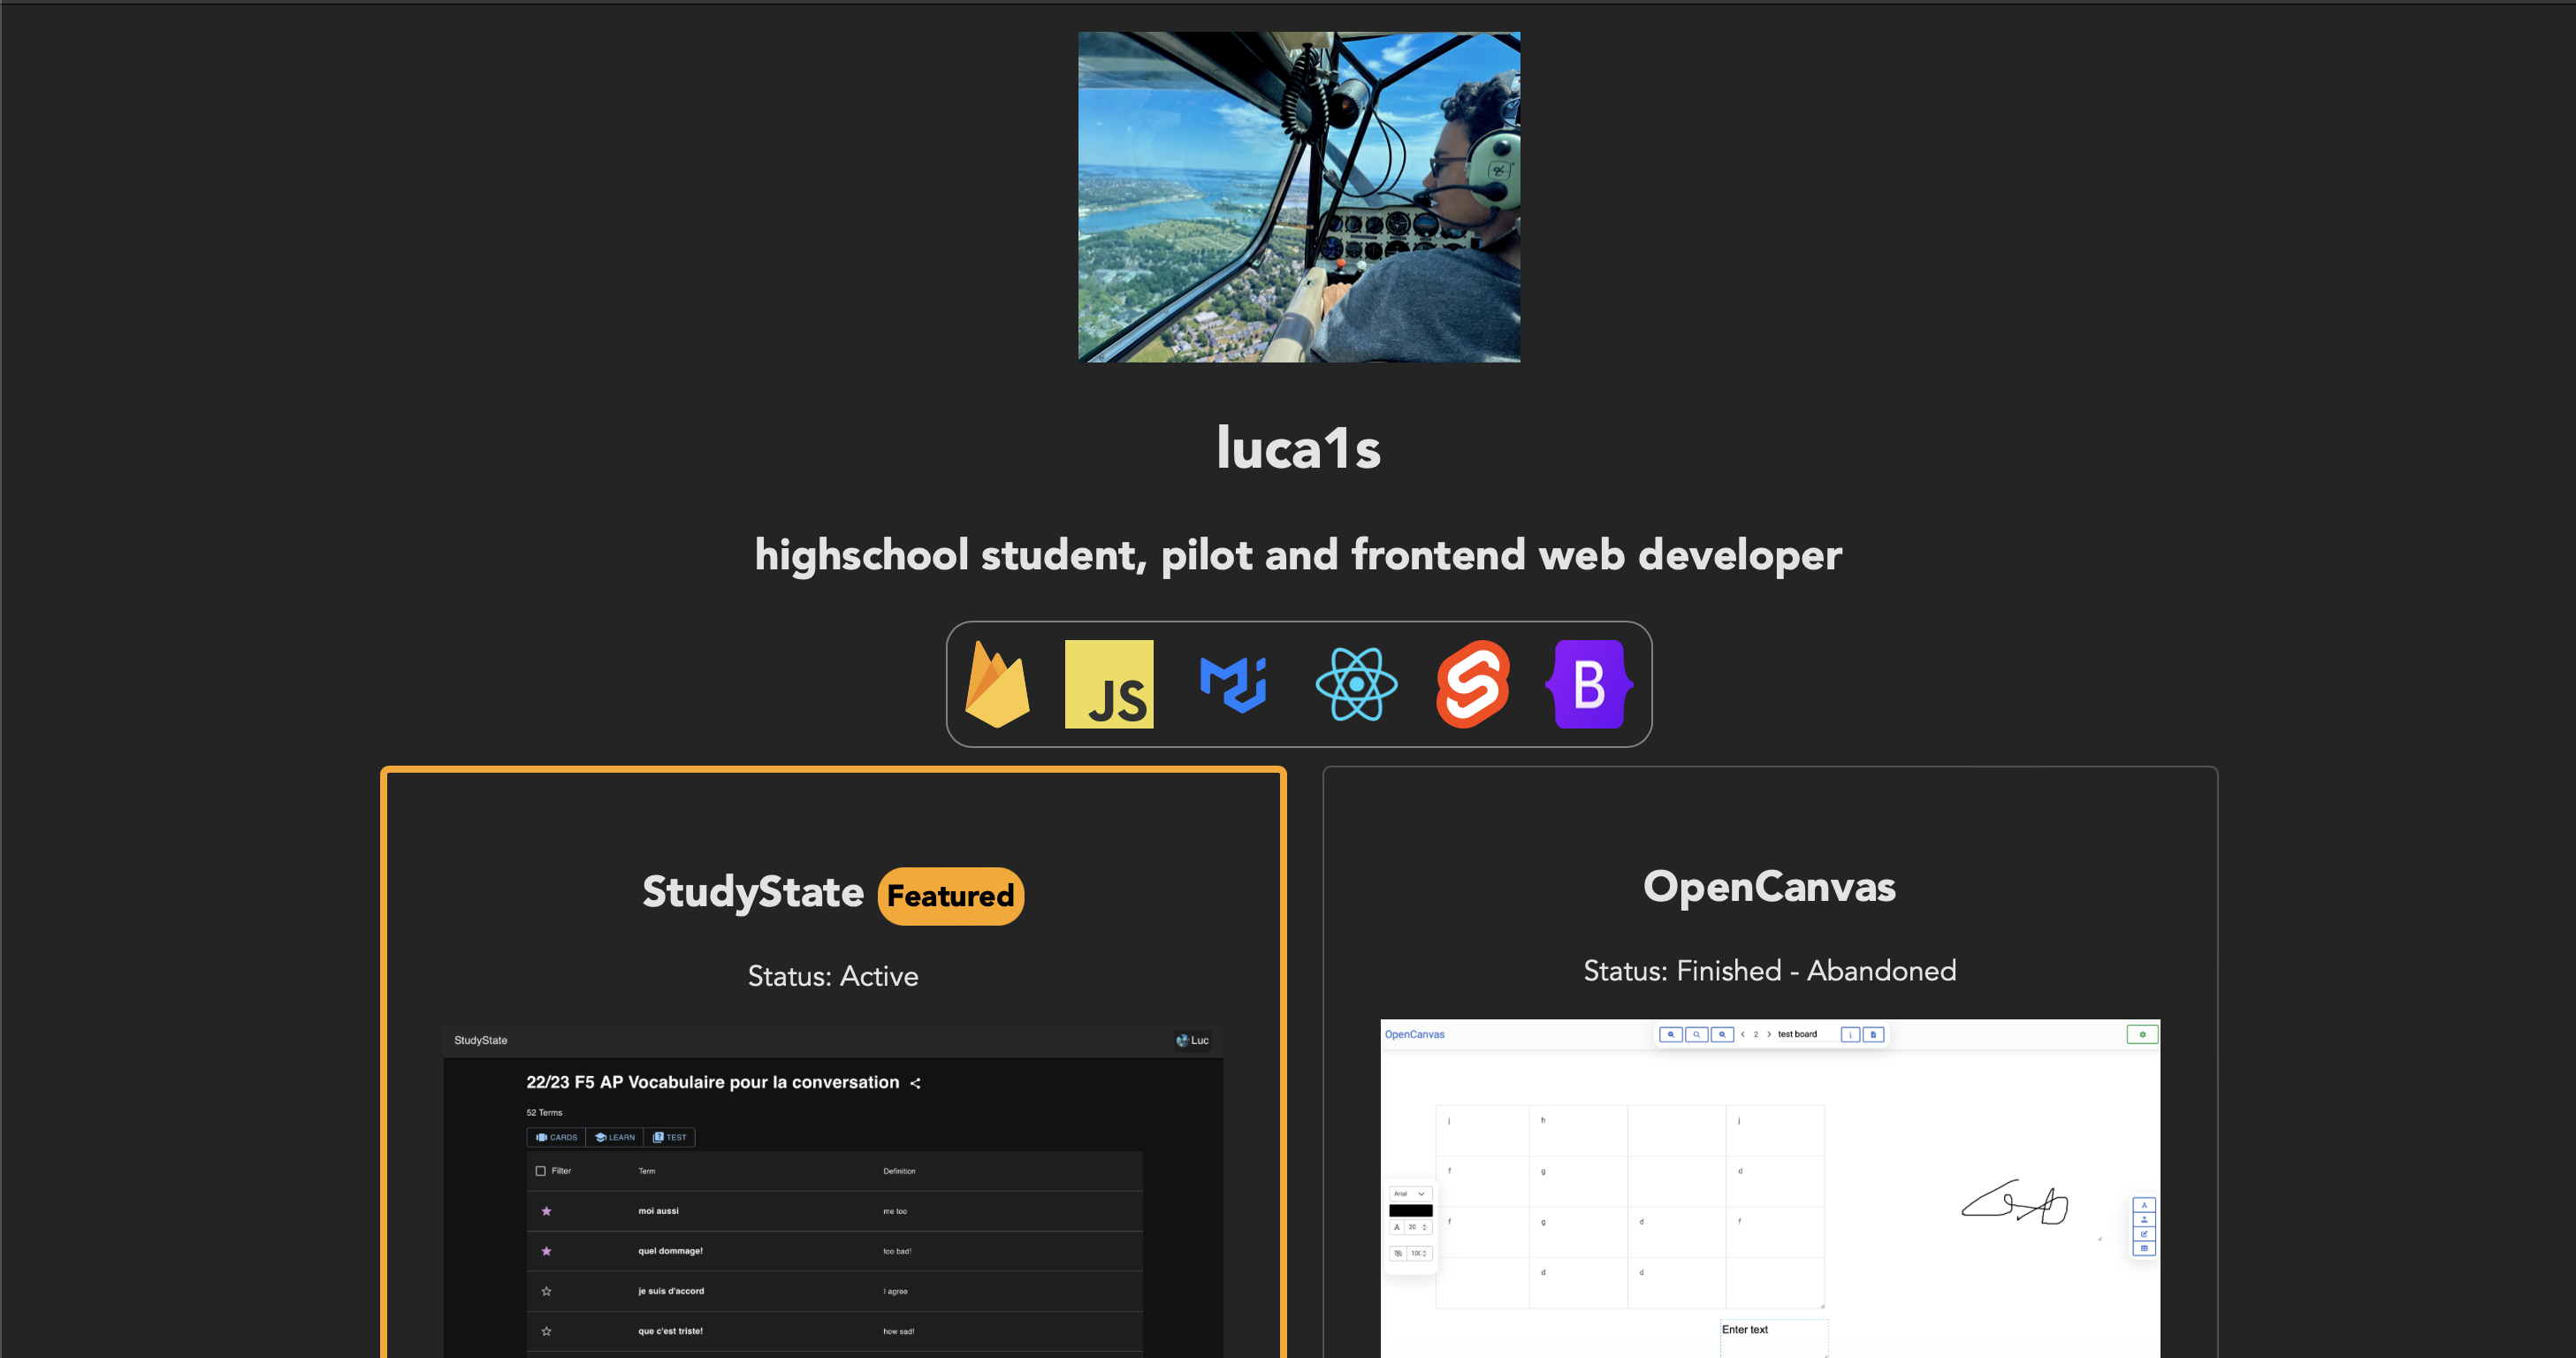 luca1s
highschool student, pilot and frontend web developer
JS
B
StudyState Featured
Status: Active
StudyState
Luc
22/23 F5 AP Vocabulaire pour la conversation
52 Terms
CARDS LEARN TEST
Filter Term Definition
moi aussi me too
quel dommage! too bad!
je suis d'accord I agree
que c'est triste! how sad!
OpenCanvas
Status: Finished - Abandoned
OpenCanvas < 2 > test board i
j h j
f g d
f g d f
d d
Arial
A 20
100
A
Enter text